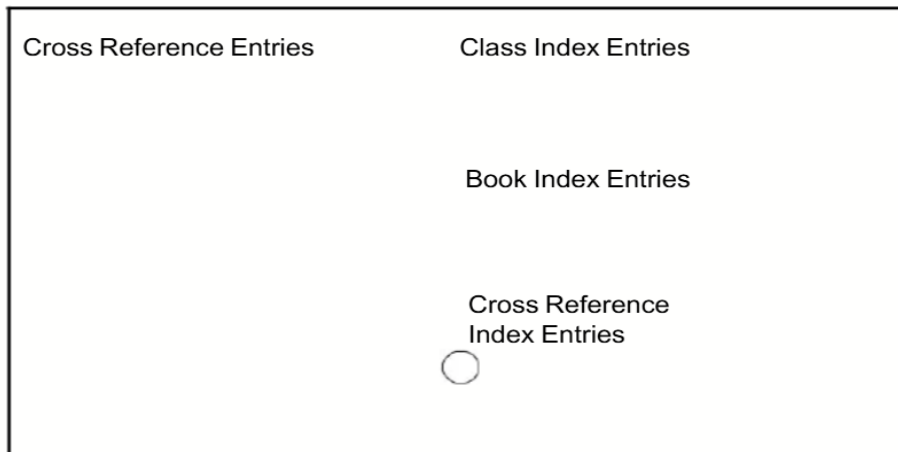 Cross Reference Entries
Class Index Entries
Book Index Entries
Cross Reference
Index Entries